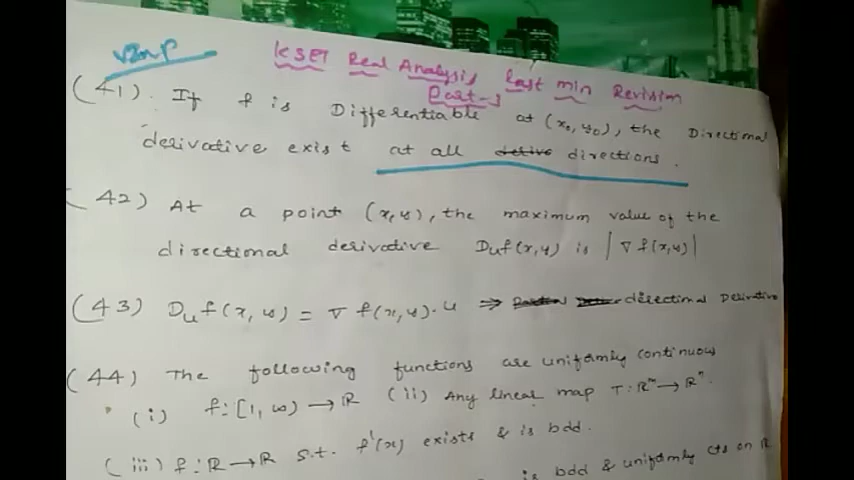 VImp
KSET Real Analysis Last min Revision
Part-3
(41). If f is Differentiable at (x₀, y₀), the Directional
derivative exist at all directions.
(42) At a point (x,y), the maximum value of the
directional derivative Duf(x,y) is |∇f(x,y)|
(43) Duf(x,y) = ∇f(x,y)·u ⇒ directional Derivative
(44) The following functions are uniformly continuous
(i) f:[1,∞)→R (ii) Any linear map T:Rᵐ→Rⁿ.
(iii) f:R→R s.t. f'(x) exists & is bdd.
is bdd & uniformly cts on R